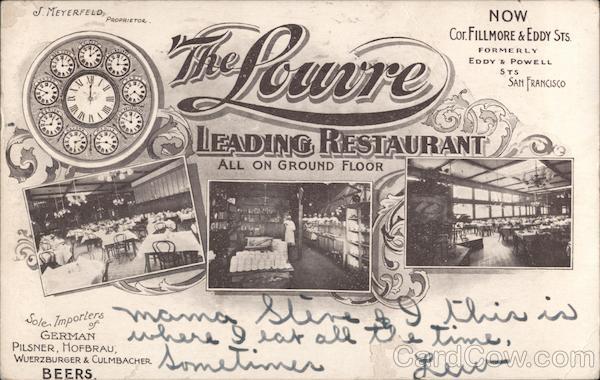 J. MEYERFELD,
PROPRIETOR.
The Louvre
LEADING RESTAURANT
ALL ON GROUND FLOOR
NOW
COR. FILLMORE & EDDY STS.
FORMERLY
EDDY & POWELL
STS
SAN FRANCISCO
Sole Importers
of
GERMAN
PILSNER, HOFBRAU,
WUERZBURGER & CULMBACHER
BEERS.
mama Steve & I this is
where I eat all the time,
Sometimer
CardCow.com